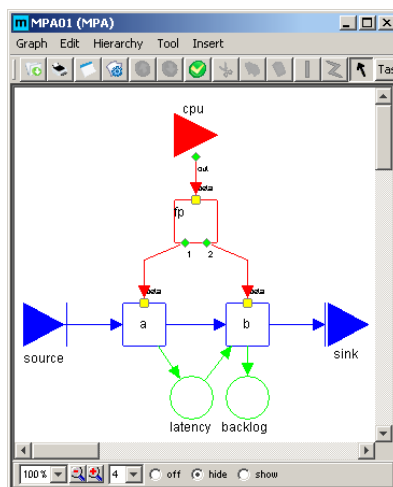 MPA01 (MPA)
Graph Edit Hierarchy Tool Insert
Tas
cpu
out
beta
fp
1 2
beta beta
a b
source
sink
latency backlog
100% 4 off hide show